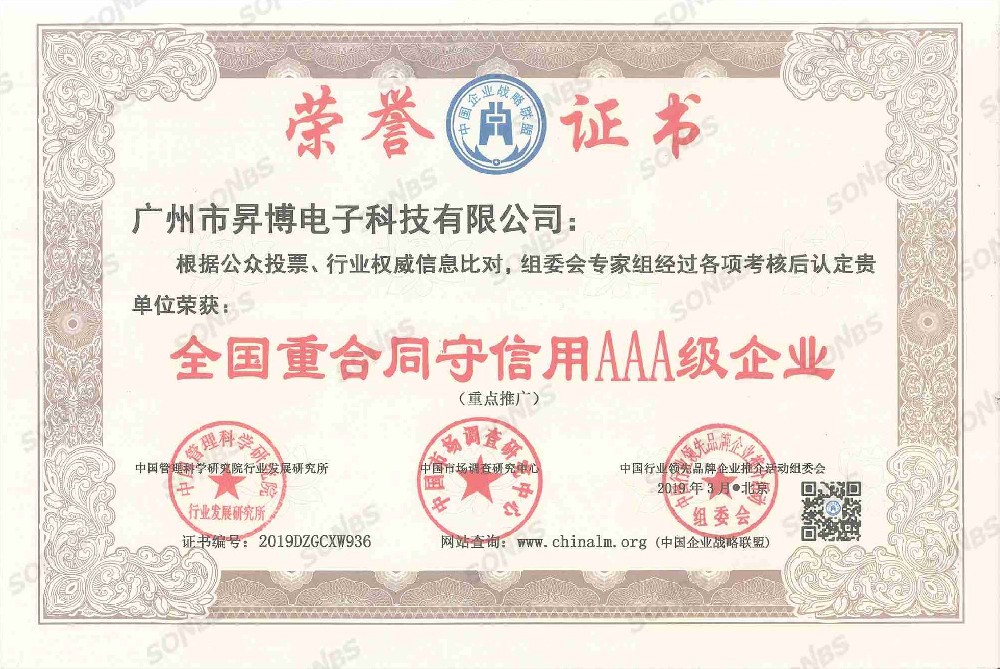 荣誉证书
中国企业战略联盟
广州市昇博电子科技有限公司：
根据公众投票、行业权威信息比对，组委会专家组经过各项考核后认定贵
单位荣获：
全国重合同守信用AAA级企业
（重点推广）
中国管理科学研究院行业发展研究所
中国市场调查研究中心
中国行业领先品牌企业推介活动组委会
2019年3月•北京
中国管理科学研究院
行业发展研究所
中国市场调查研究中心
组委会
证书编号：2019DZGCXW936
网站查询：www.chinalm.org (中国企业战略联盟)
SONBS